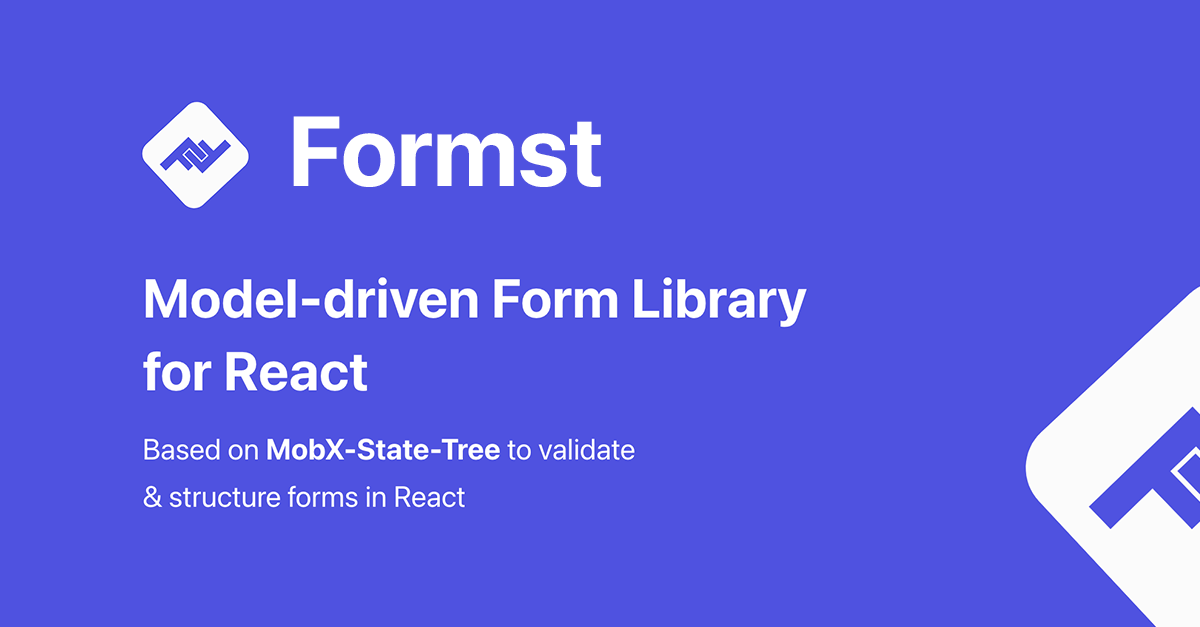 Formst
Model-driven Form Library
for React
Based on MobX-State-Tree to validate
& structure forms in React